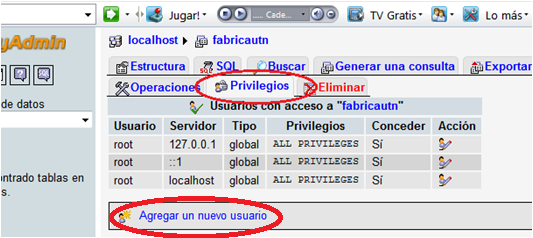 Jugar!
Cade...
TV Gratis
Lo más
localhost
fabricautn
yAdmin
Estructura SQL Buscar Generar una consulta Exportar
Operaciones Privilegios Eliminar
de datos
Usuarios con acceso a "fabricautn"
Usuario Servidor Tipo Privilegios Conceder Acción
root 127.0.0.1 global ALL PRIVILEGES Sí
root ::1 global ALL PRIVILEGES Sí
root localhost global ALL PRIVILEGES Sí
ontrado tablas en
s.
Agregar un nuevo usuario